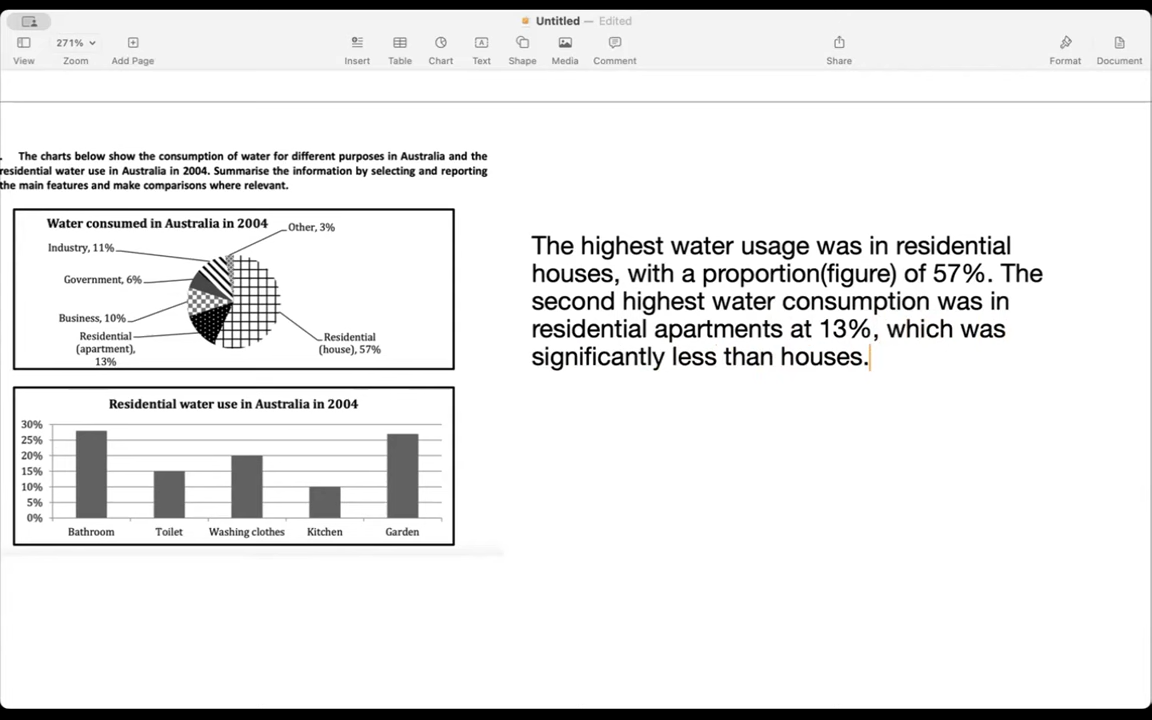 Untitled — Edited
271%
View
Zoom
Add Page
Insert
Table
Chart
Text
Shape
Media
Comment
Share
Format
Document
. The charts below show the consumption of water for different purposes in Australia and the
residential water use in Australia in 2004. Summarise the information by selecting and reporting
the main features and make comparisons where relevant.
Water consumed in Australia in 2004
Other, 3%
Industry, 11%
Government, 6%
Business, 10%
Residential
(apartment),
13%
Residential
(house), 57%
Residential water use in Australia in 2004
30%
25%
20%
15%
10%
5%
0%
Bathroom
Toilet
Washing clothes
Kitchen
Garden
The highest water usage was in residential
houses, with a proportion(figure) of 57%. The
second highest water consumption was in
residential apartments at 13%, which was
significantly less than houses.